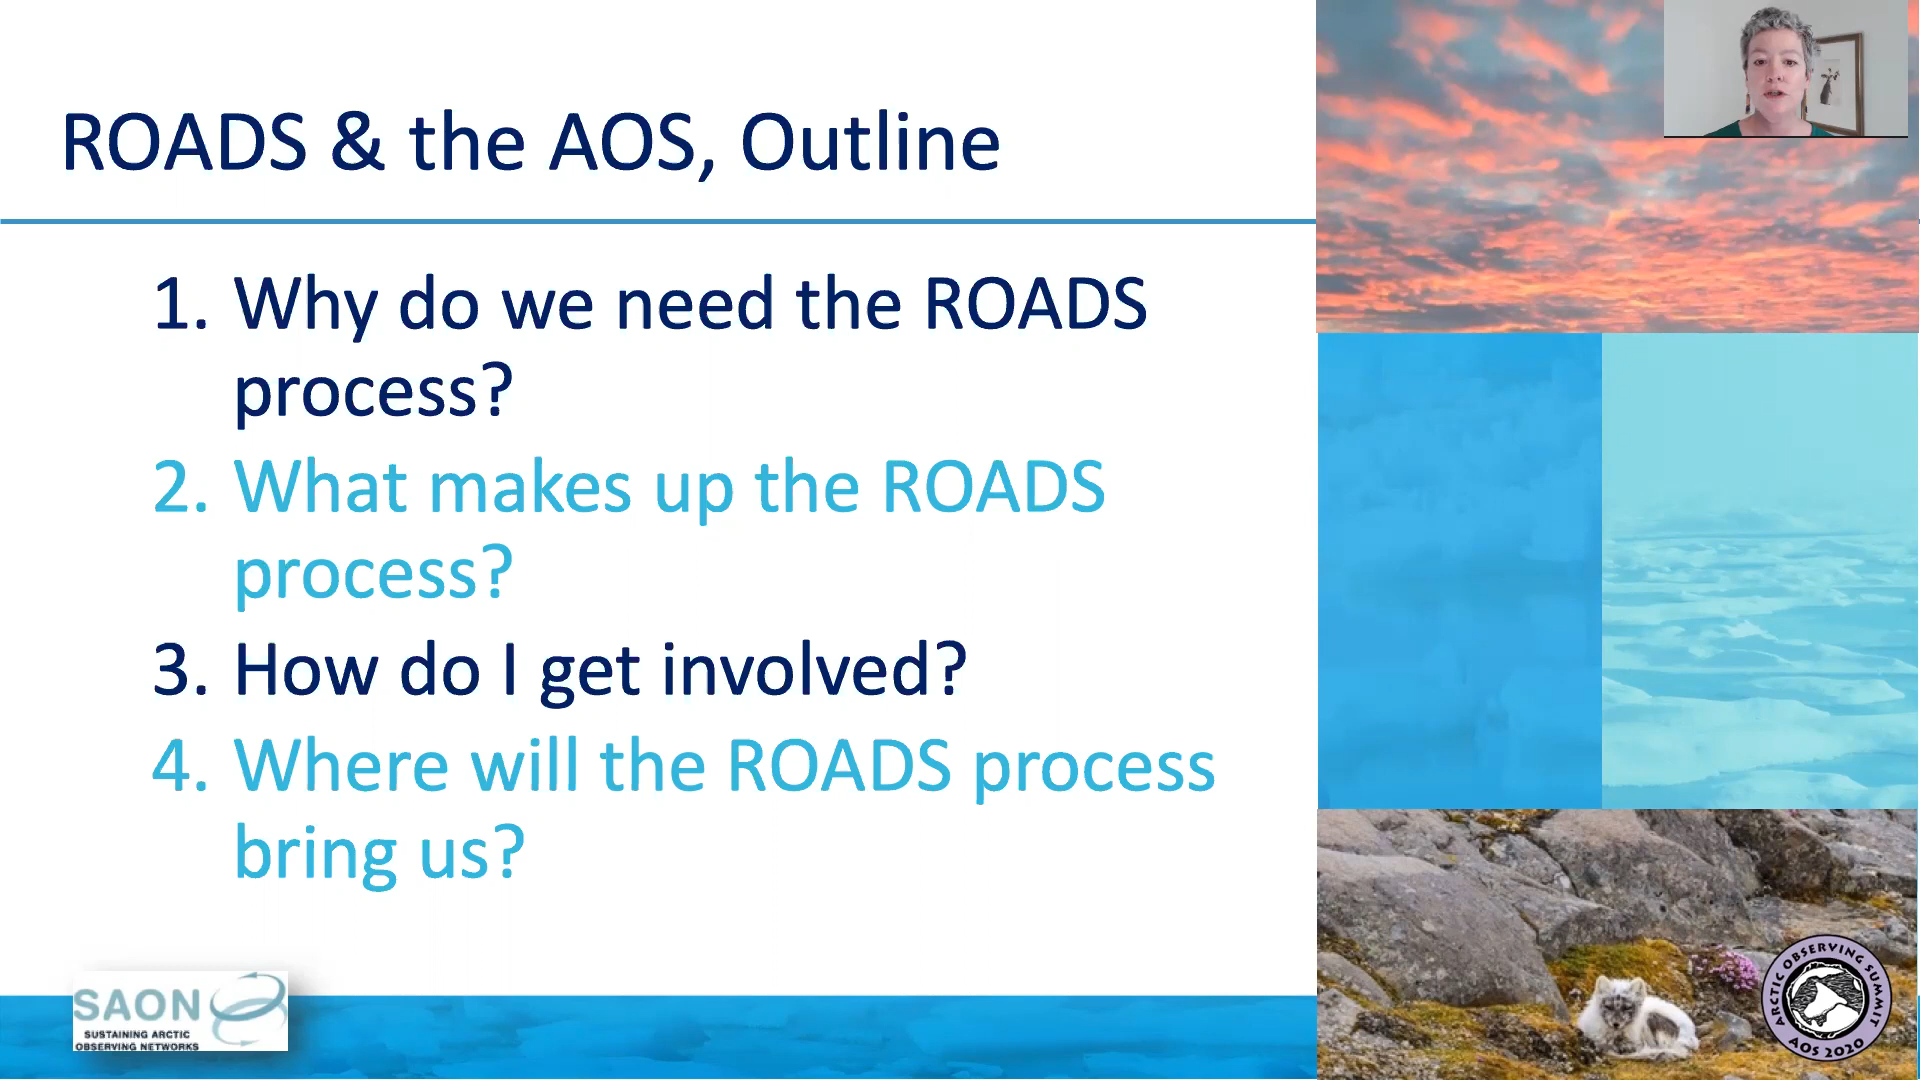 ROADS & the AOS, Outline
1. Why do we need the ROADS
process?
2. What makes up the ROADS
process?
3. How do I get involved?
4. Where will the ROADS process
bring us?
SAON
SUSTAINING ARCTIC
OBSERVING NETWORKS
ARCTIC OBSERVING SUMMIT
AOS 2020